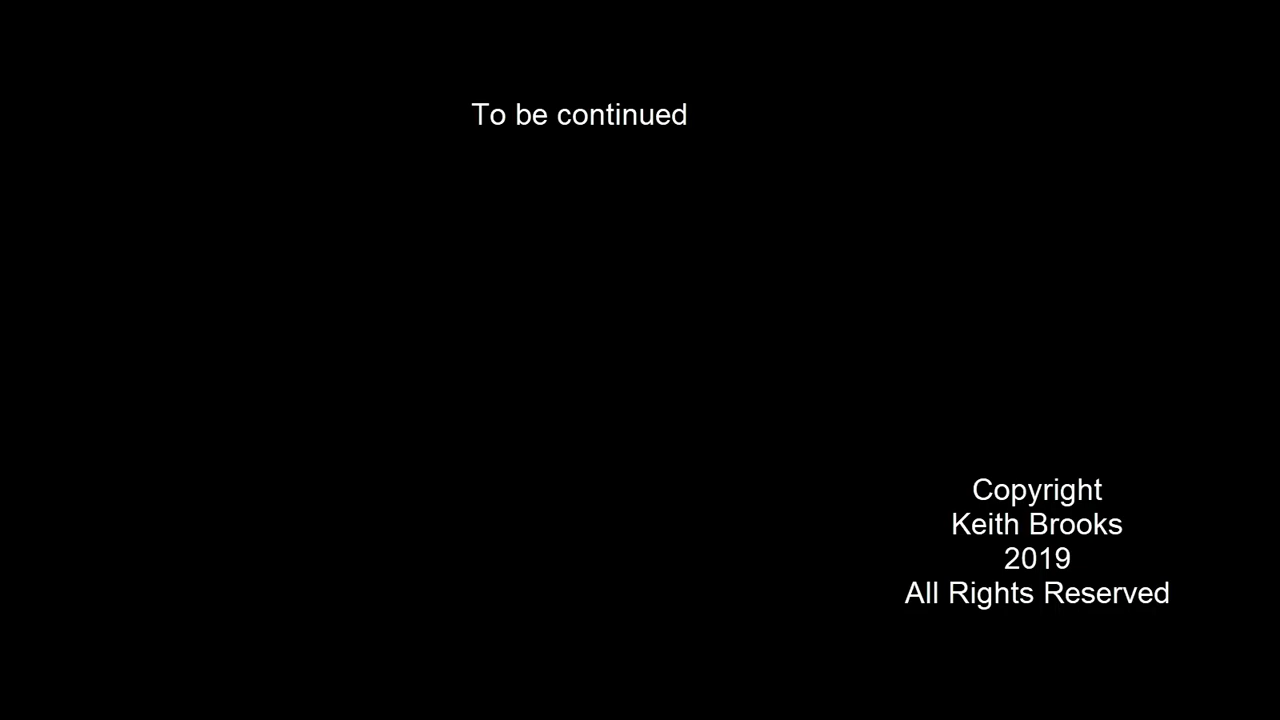 To be continued
Copyright
Keith Brooks
2019
All Rights Reserved